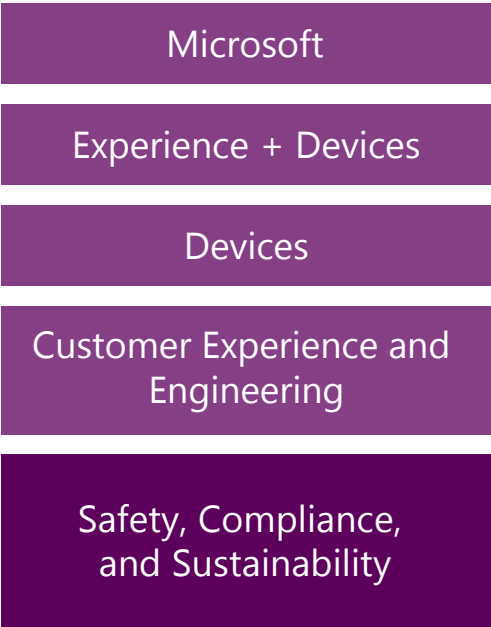 Microsoft
Experience + Devices
Devices
Customer Experience and
Engineering
Safety, Compliance,
and Sustainability